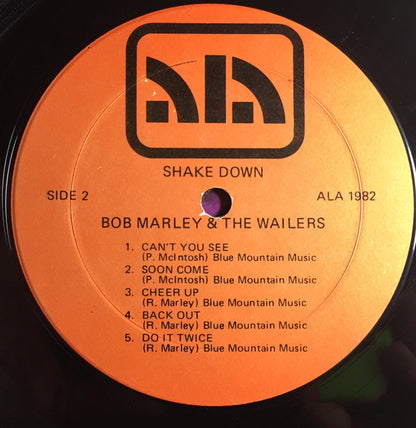 ala
SHAKE DOWN
SIDE 2
ALA 1982
BOB MARLEY & THE WAILERS
1. CAN'T YOU SEE
(P. McIntosh) Blue Mountain Music
2. SOON COME
(P. McIntosh) Blue Mountain Music
3. CHEER UP
(R. Marley) Blue Mountain Music
4. BACK OUT
(R. Marley) Blue Mountain Music
5. DO IT TWICE
(R. Marley) Blue Mountain Music